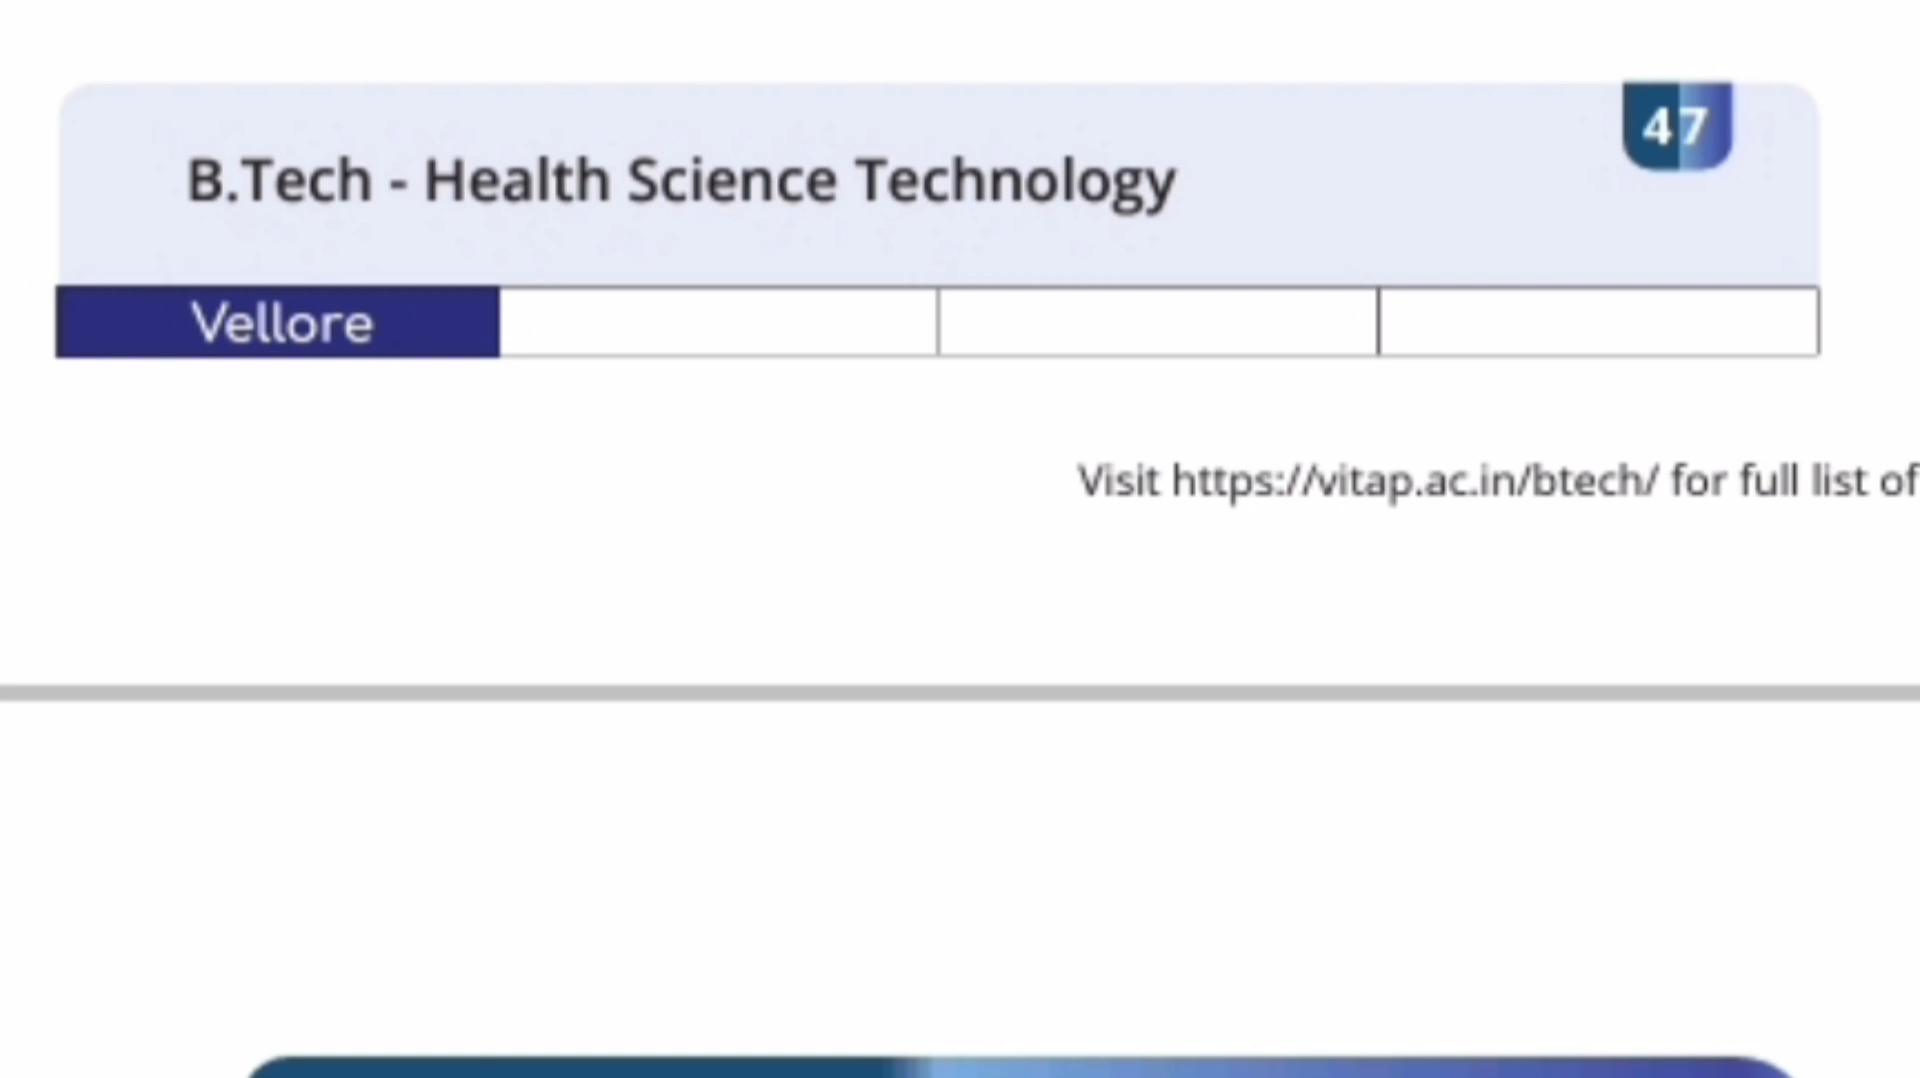 47
B.Tech - Health Science Technology
Vellore
Visit https://vitap.ac.in/btech/ for full list of